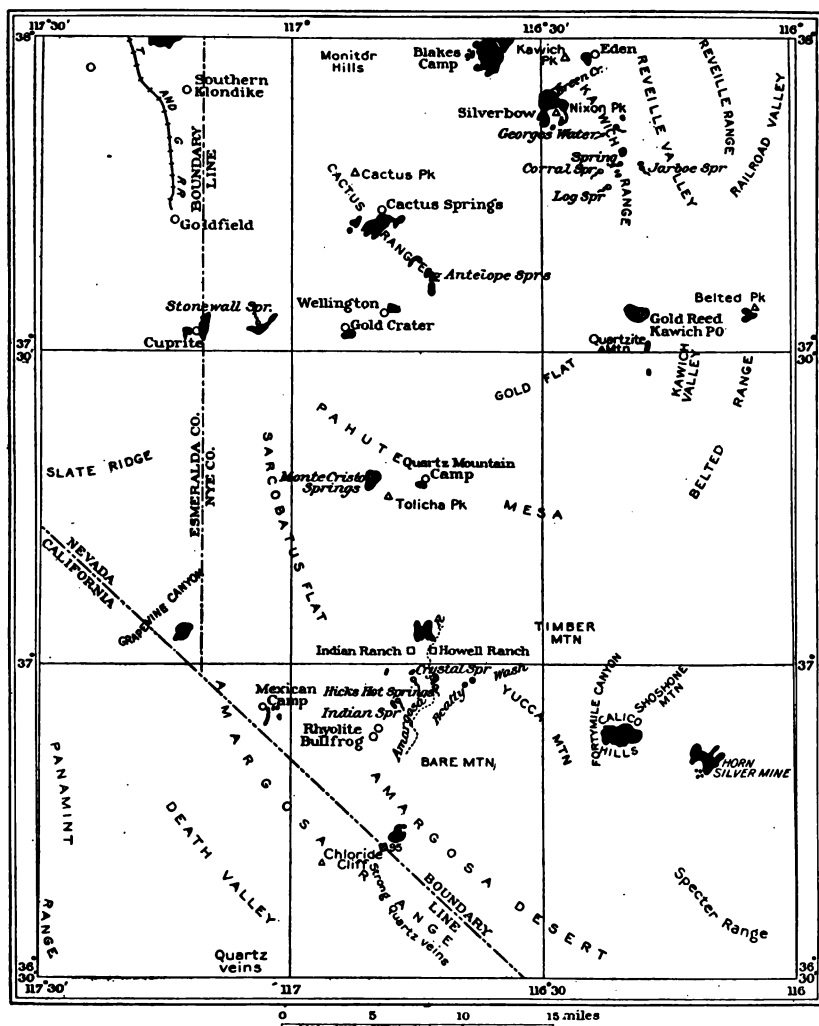 117°30'
117°
116°30'
116°
38°
38°
T. AND G. R R
Southern
Klondike
Monitor
Hills
Blakes
Camp
Kawich
Pk
Eden
Silverbow
Nixon Pk
Georges Water
Spring
Corral Spr
Log Spr
Jarboe Spr
KAWICH RANGE
REVEILLE VALLEY
REVEILLE RANGE
RAILROAD VALLEY
BOUNDARY
LINE
Cactus Pk
CACTUS RANGE
Cactus Springs
Goldfield
Antelope Sprs
Stonewall Spr.
Wellington
Gold Crater
Cuprite
Belted Pk
Gold Reed
Kawich PO
Quartzite
Mtn
37°
30'
37°
30'
GOLD FLAT
KAWICH
VALLEY
BELTED RANGE
PAHUTE MESA
SLATE RIDGE
ESMERALDA CO.
NYE CO.
SARCOBATUS FLAT
Monte Cristo
Springs
Quartz Mountain
Camp
Tolicha Pk
NEVADA
CALIFORNIA
GRAPEVINE CANYON
TIMBER
MTN
Indian Ranch
Howell Ranch
37°
37°
Crystal Spr
Hicks Hot Springs
Indian Spr
Amargosa R
Beatty Wash
Mexican
Camp
Rhyolite
Bullfrog
BARE MTN.
YUCCA MTN
FORTYMILE CANYON
SHOSHONE
MTN
CALICO
HILLS
HORN
SILVER MINE
PANAMINT RANGE
DEATH VALLEY
AMARGOSA RANGE
AMARGOSA DESERT
95
Chloride
Cliff
Strong
Quartz veins
BOUNDARY
LINE
Specter Range
Quartz
veins
36°
30'
36
30'
117°30'
117
116°30'
116°
0 5 10 15 miles